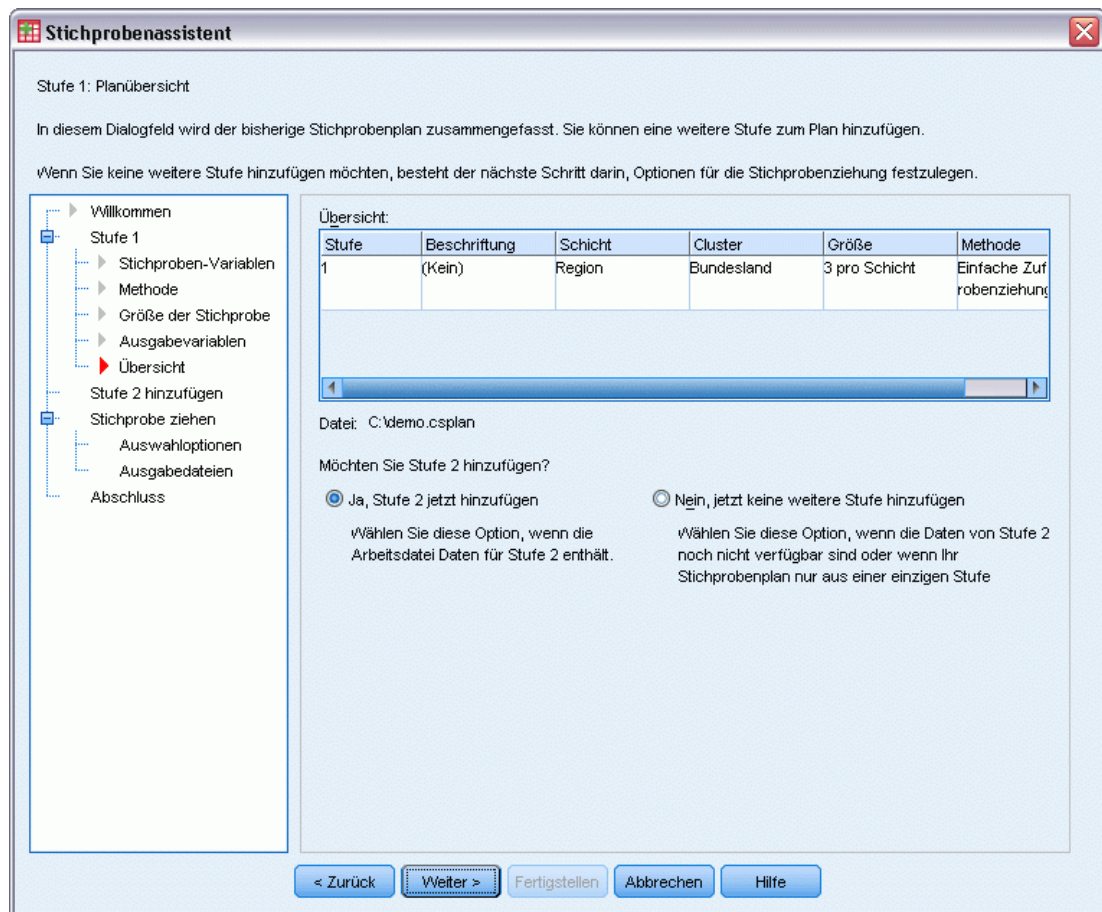 Stichprobenassistent
Stufe 1: Planübersicht
In diesem Dialogfeld wird der bisherige Stichprobenplan zusammengefasst. Sie können eine weitere Stufe zum Plan hinzufügen.
Wenn Sie keine weitere Stufe hinzufügen möchten, besteht der nächste Schritt darin, Optionen für die Stichprobenziehung festzulegen.
Willkommen
Stufe 1
Stichproben-Variablen
Methode
Größe der Stichprobe
Ausgabevariablen
Übersicht
Stufe 2 hinzufügen
Stichprobe ziehen
Auswahloptionen
Ausgabedateien
Abschluss
Übersicht:
Stufe Beschriftung Schicht Cluster Größe Methode
1 (Kein) Region Bundesland 3 pro Schicht Einfache Zuf
robenziehung
Datei: C:\demo.csplan
Möchten Sie Stufe 2 hinzufügen?
Ja, Stufe 2 jetzt hinzufügen
Wählen Sie diese Option, wenn die
Arbeitsdatei Daten für Stufe 2 enthält.
Nein, jetzt keine weitere Stufe hinzufügen
Wählen Sie diese Option, wenn die Daten von Stufe 2
noch nicht verfügbar sind oder wenn Ihr
Stichprobenplan nur aus einer einzigen Stufe
< Zurück Weiter > Fertigstellen Abbrechen Hilfe